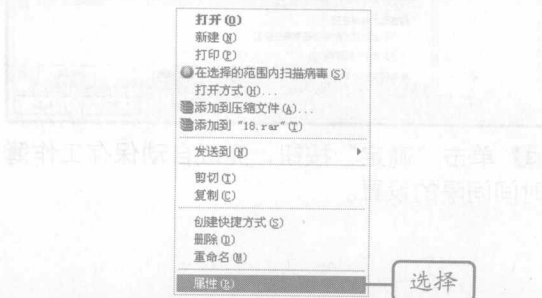 打开(O)
新建(N)
打印(P)
在选择的范围内扫描病毒(S)
打开方式(H)...
添加到压缩文件(A)...
添加到 "18.rar"(T)
发送到(N)
剪切(T)
复制(C)
创建快捷方式(S)
删除(D)
重命名(M)
属性(R)
选择